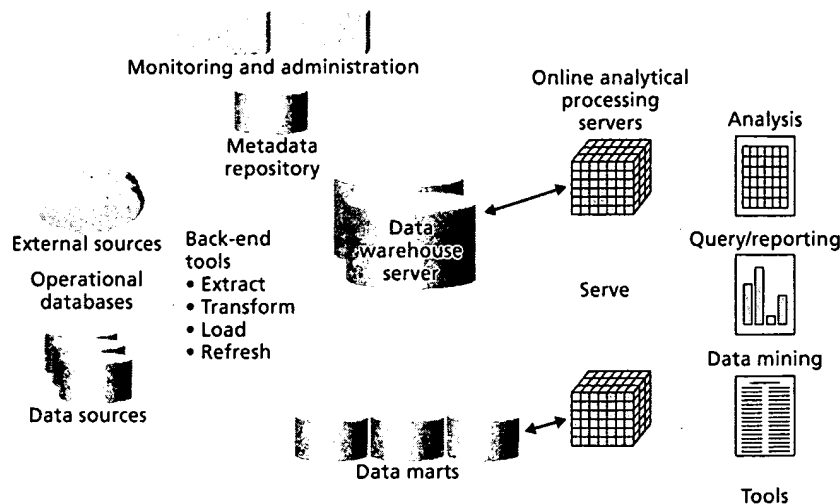 Monitoring and administration
Metadata
repository
External sources
Operational
databases
Data sources
Back-end
tools
• Extract
• Transform
• Load
• Refresh
Data
warehouse
server
Data marts
Online analytical
processing
servers
Serve
Analysis
Query/reporting
Data mining
Tools